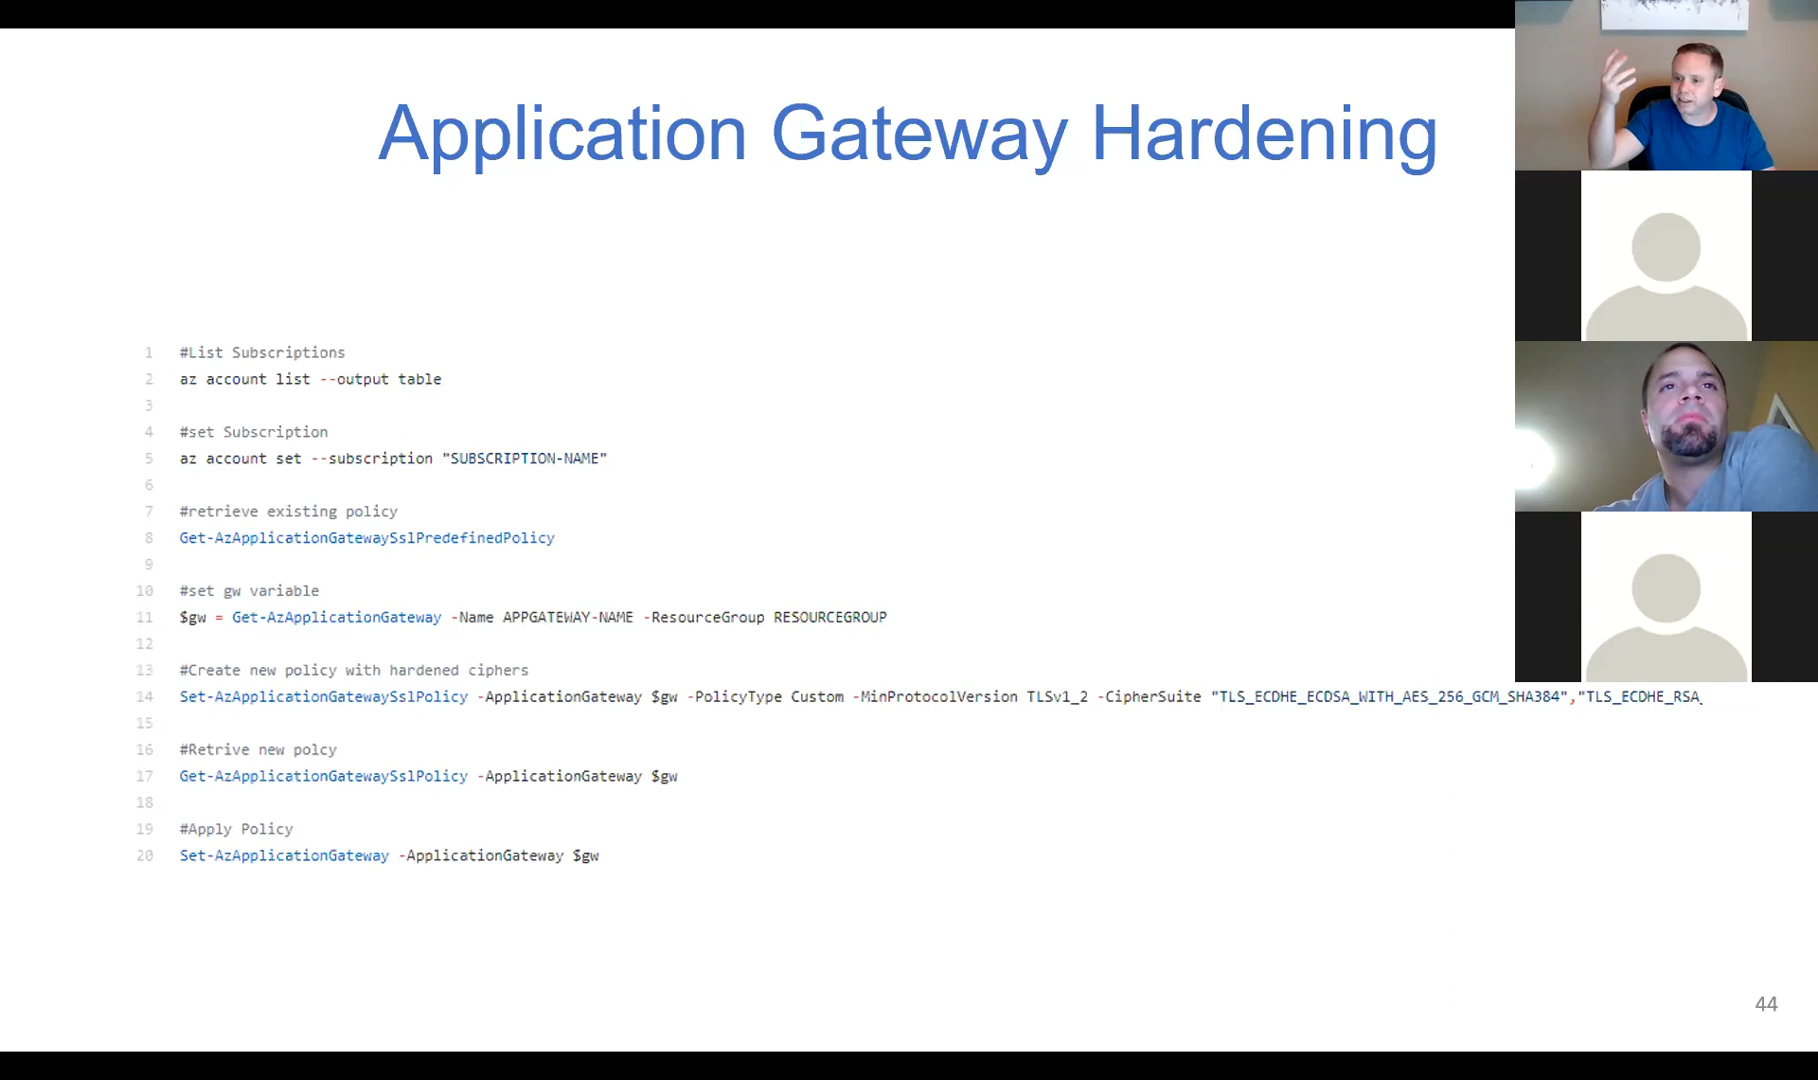 Application Gateway Hardening
1 #List Subscriptions
2 az account list --output table
3
4 #set Subscription
5 az account set --subscription "SUBSCRIPTION-NAME"
6
7 #retrieve existing policy
8 Get-AzApplicationGatewaySslPredefinedPolicy
9
10 #set gw variable
11 $gw = Get-AzApplicationGateway -Name APPGATEWAY-NAME -ResourceGroup RESOURCEGROUP
12
13 #Create new policy with hardened ciphers
14 Set-AzApplicationGatewaySslPolicy -ApplicationGateway $gw -PolicyType Custom -MinProtocolVersion TLSv1_2 -CipherSuite "TLS_ECDHE_ECDSA_WITH_AES_256_GCM_SHA384","TLS_ECDHE_RSA_
15
16 #Retrive new polcy
17 Get-AzApplicationGatewaySslPolicy -ApplicationGateway $gw
18
19 #Apply Policy
20 Set-AzApplicationGateway -ApplicationGateway $gw
44